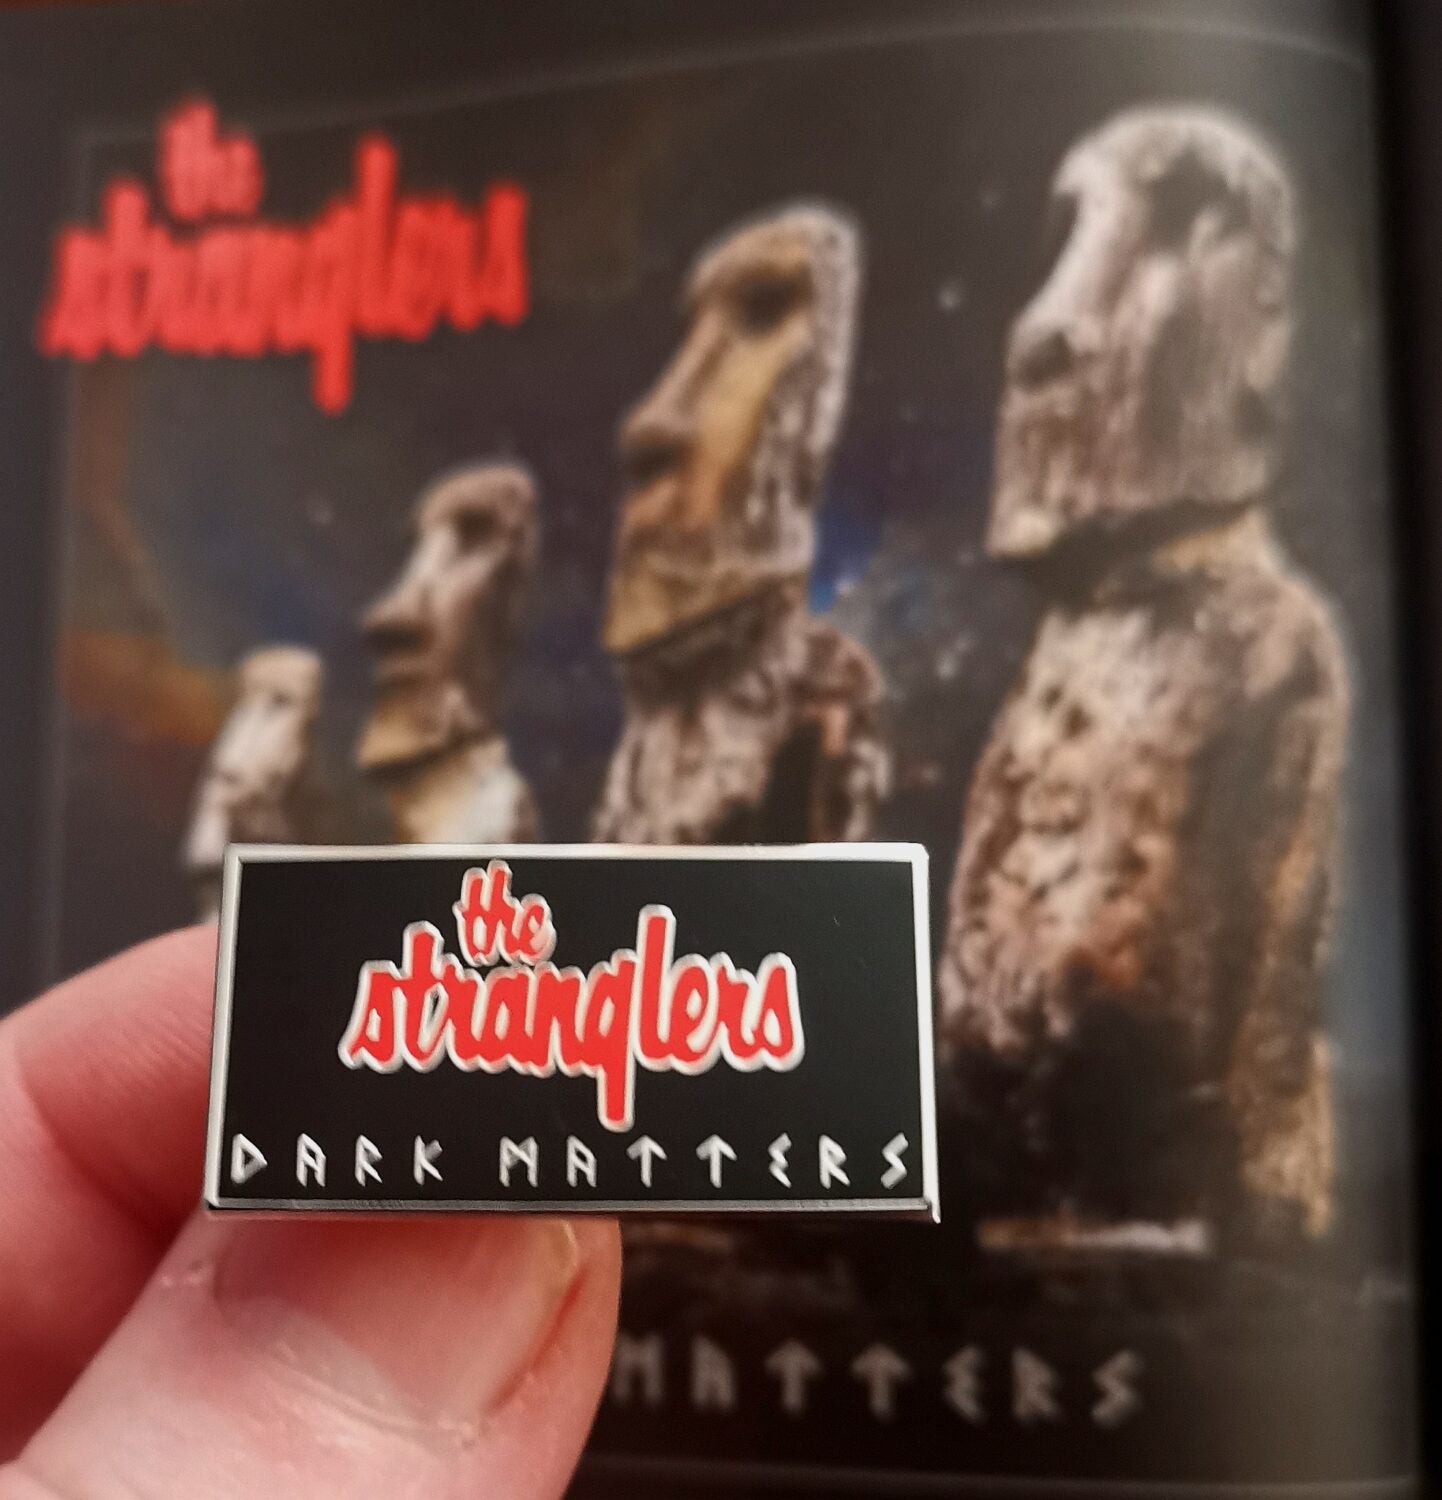 the
stranglers
the
stranglers
DARK MATTERS
MATTERS